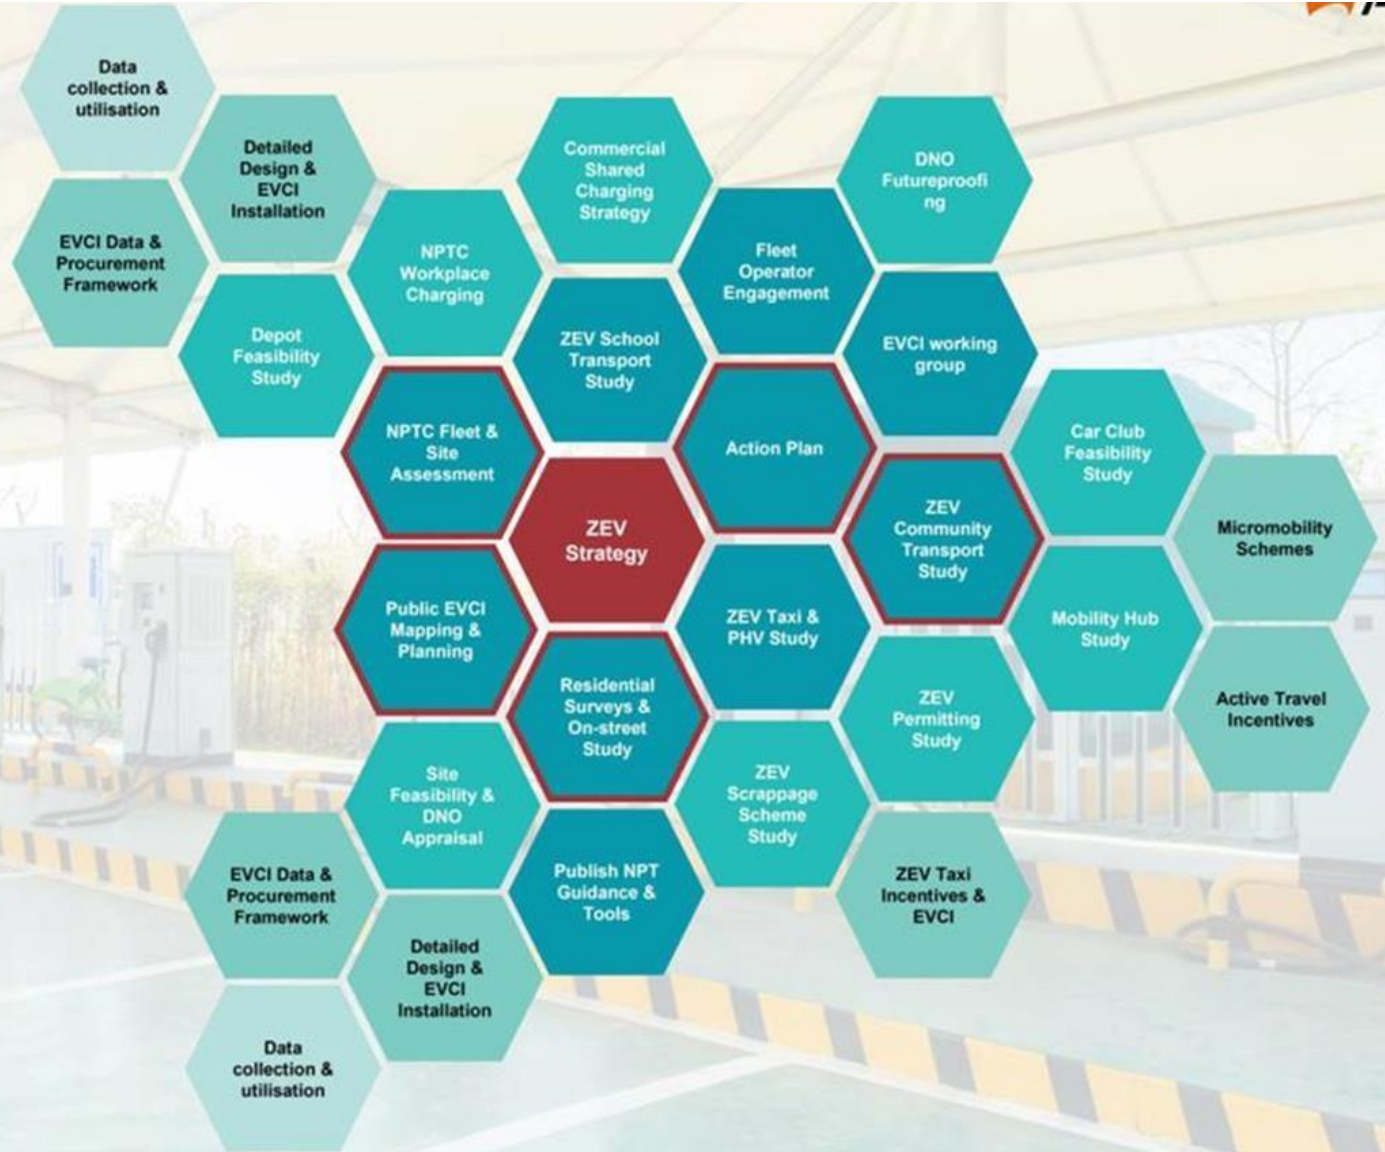 Data
collection &
utilisation
Detailed
Design &
EVCI
Installation
EVCI Data &
Procurement
Framework
Depot
Feasibility
Study
NPTC
Workplace
Charging
Commercial
Shared
Charging
Strategy
DNO
Futureproofi
ng
Fleet
Operator
Engagement
ZEV School
Transport
Study
EVCI working
group
NPTC Fleet &
Site
Assessment
Action Plan
Car Club
Feasibility
Study
ZEV
Strategy
ZEV
Community
Transport
Study
Micromobility
Schemes
Public EVCI
Mapping &
Planning
ZEV Taxi &
PHV Study
Mobility Hub
Study
Residential
Surveys &
On-street
Study
ZEV
Permitting
Study
Active Travel
Incentives
Site
Feasibility &
DNO
Appraisal
ZEV
Scrappage
Scheme
Study
EVCI Data &
Procurement
Framework
Publish NPT
Guidance &
Tools
ZEV Taxi
Incentives &
EVCI
Detailed
Design &
EVCI
Installation
Data
collection &
utilisation